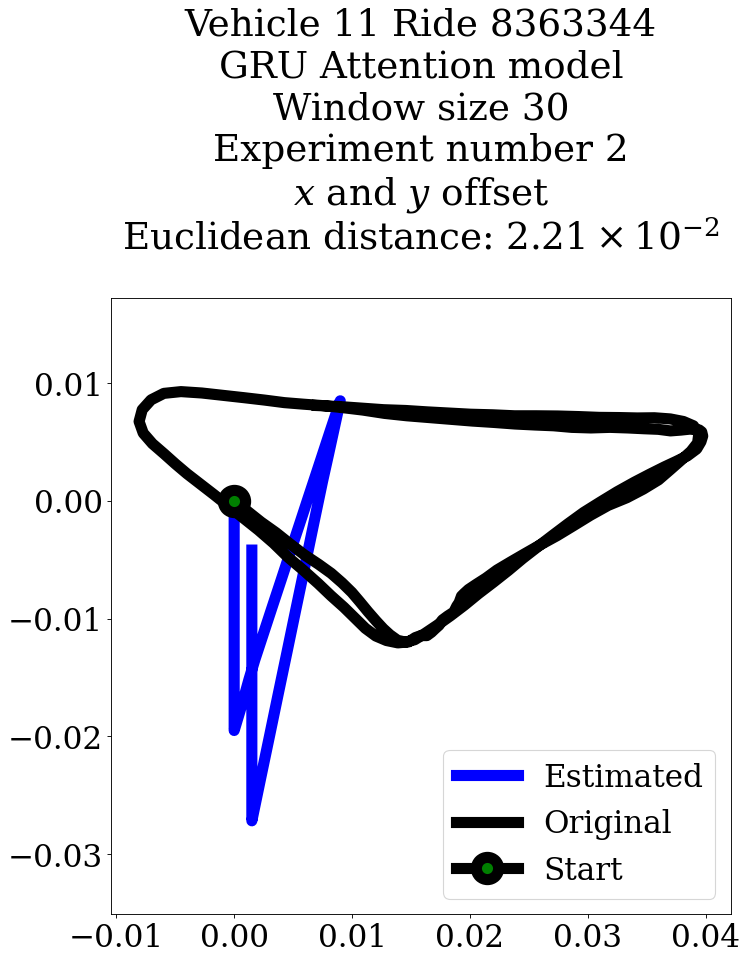 Vehicle 11 Ride 8363344
GRU Attention model
Window size 30
Experiment number 2
x and y offset
Euclidean distance: 2.21 × 10⁻²
0.01
0.00
−0.01
−0.02
−0.03
Estimated
Original
Start
−0.01 0.00 0.01 0.02 0.03 0.04